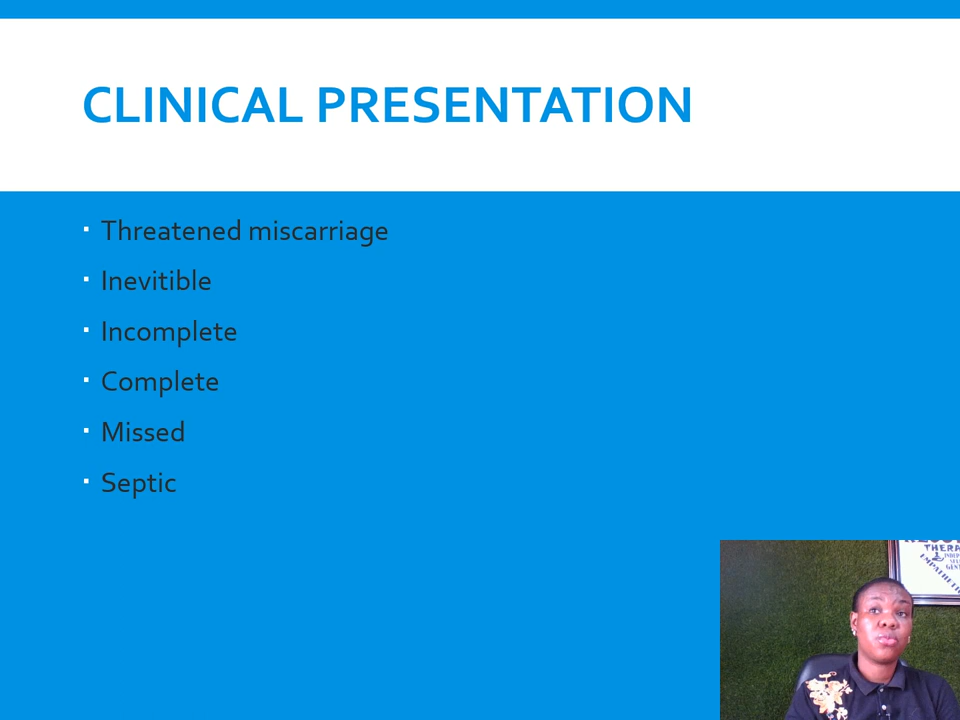 CLINICAL PRESENTATION
Threatened miscarriage
Inevitible
Incomplete
Complete
Missed
Septic